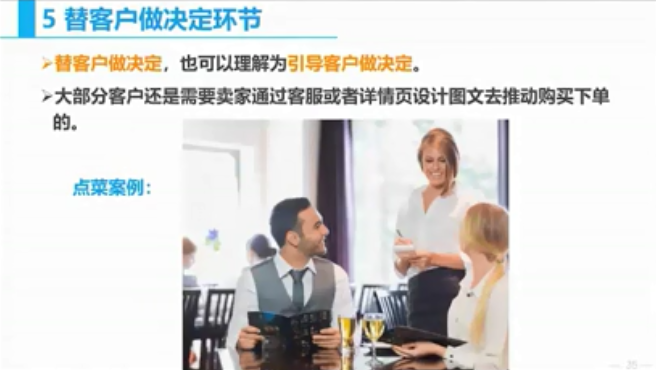 5 替客户做决定环节
➢替客户做决定，也可以理解为引导客户做决定。
➢大部分客户还是需要卖家通过客服或者详情页设计图文去推动购买下单
的。
点菜案例：